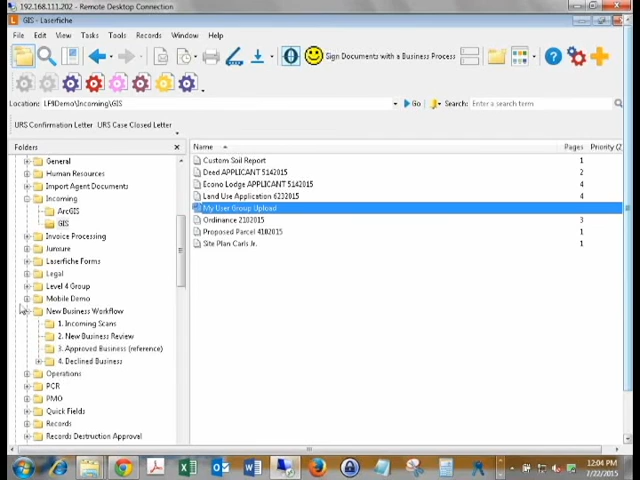 192.168.111.202 - Remote Desktop Connection
GIS - Laserfiche
File Edit View Tasks Tools Records Window Help
Sign Documents with a Business Process
Location: LF9Demo\Incoming\GIS Go Search: Enter a search term
URS Confirmation Letter URS Case Closed Letter
Folders
Name Pages Priority (2
General
Human Resources
Import Agent Documents
Incoming
ArcGIS
GIS
Invoice Processing
Junsure
Laserfiche Forms
Legal
Level 4 Group
Mobile Demo
New Business Workflow
1. Incoming Scans
2. New Business Review
3. Approved Business (reference)
4. Declined Business
Operations
PCR
PMO
Quick Fields
Records
Records Destruction Approval
Custom Soil Report 1
Deed APPLICANT 5142015 2
Econo Lodge APPLICANT 5142015 4
Land Use Application 6232015 4
My User Group Upload
Ordinance 2102015 3
Proposed Parcel 4102015 1
Site Plan Carls Jr. 1
12:04 PM
7/22/2015